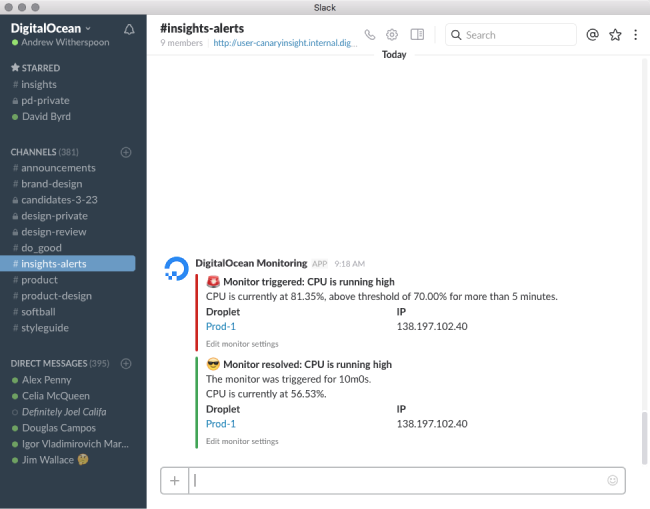 Slack
DigitalOcean
Andrew Witherspoon
STARRED
# insights
pd-private
David Byrd
CHANNELS (381)
# announcements
# brand-design
candidates-3-23
design-private
design-review
# do_good
# insights-alerts
# product
# product-design
# softball
# styleguide
DIRECT MESSAGES (395)
Alex Penny
Celia McQueen
Definitely Joel Califa
Douglas Campos
Igor Vladimirovich Mar...
Jim Wallace
#insights-alerts
9 members | http://user-canaryinsight.internal.dig...
Search
Today
DigitalOcean Monitoring APP 9:18 AM
Monitor triggered: CPU is running high
CPU is currently at 81.35%, above threshold of 70.00% for more than 5 minutes.
Droplet IP
Prod-1 138.197.102.40
Edit monitor settings
Monitor resolved: CPU is running high
The monitor was triggered for 10m0s.
CPU is currently at 56.53%.
Droplet IP
Prod-1 138.197.102.40
Edit monitor settings